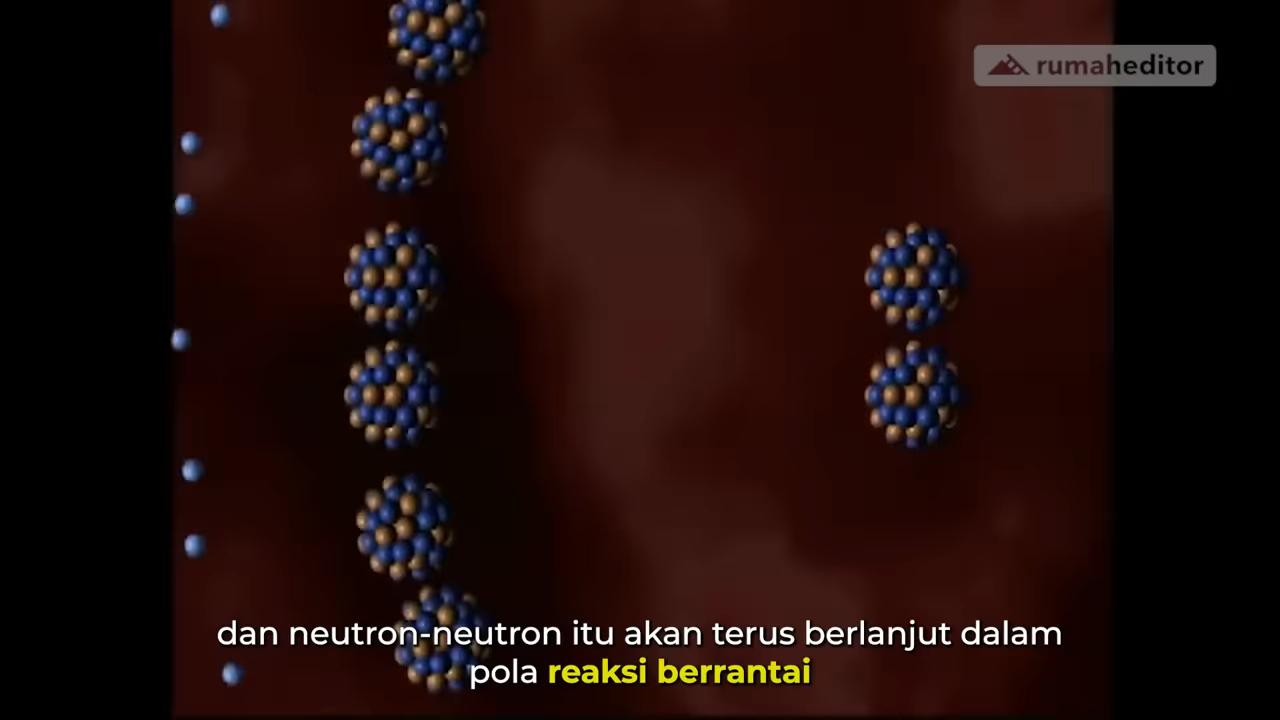 rumaheditor
dan neutron-neutron itu akan terus berlanjut dalam
pola reaksi berrantai